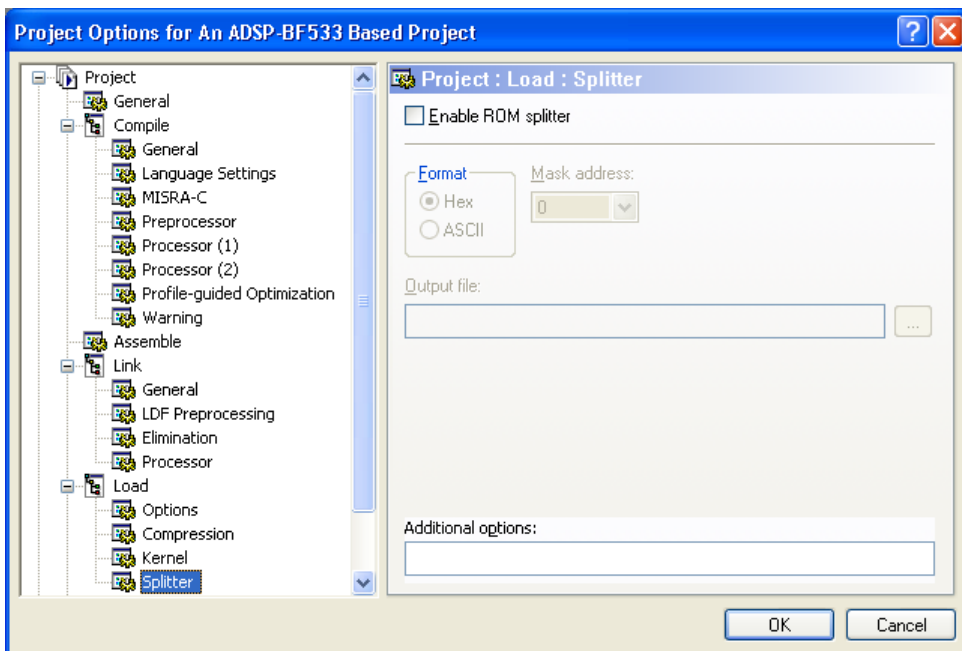 Project Options for An ADSP-BF533 Based Project
Project
General
Compile
General
Language Settings
MISRA-C
Preprocessor
Processor (1)
Processor (2)
Profile-guided Optimization
Warning
Assemble
Link
General
LDF Preprocessing
Elimination
Processor
Load
Options
Compression
Kernel
Splitter
Project : Load : Splitter
Enable ROM splitter
Format
Hex
ASCII
Mask address:
0
Output file:
...
Additional options:
OK
Cancel